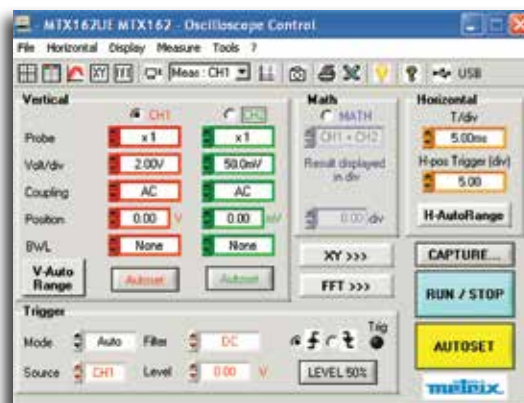 MTX162UE MTX162 - Oscilloscope Control
File Horizontal Display Measure Tools ?
XY FFT Meas : CH1 USB
Vertical
CH1 CH2
Probe x 1 x 1
Volt/div 2.00V 50.0mV
Coupling AC AC
Position 0.00 V 0.00 mV
BWL None None
V-Auto
Range
Autoset Autoset
Math
MATH
CH1 + CH2
Result displayed
in div
0.00 div
XY >>>
FFT >>>
Horizontal
T/div
5.00ms
H-pos Trigger (div)
5.00
H-AutoRange
CAPTURE...
RUN / STOP
AUTOSET
metrix
Trigger
Mode Auto Filter DC
Trig
Source CH1 Level 0.00 V
LEVEL 50%